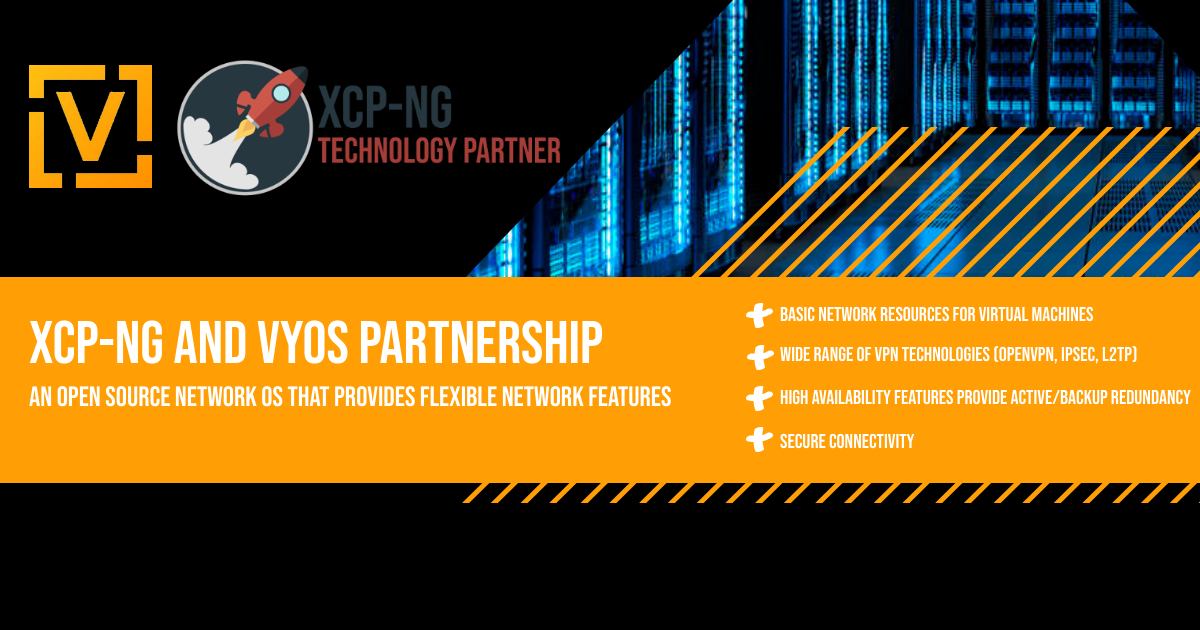 V
XCP-NG
TECHNOLOGY PARTNER
XCP-NG AND VYOS PARTNERSHIP
AN OPEN SOURCE NETWORK OS THAT PROVIDES FLEXIBLE NETWORK FEATURES
BASIC NETWORK RESOURCES FOR VIRTUAL MACHINES
WIDE RANGE OF VPN TECHNOLOGIES (OPENVPN, IPSEC, L2TP)
HIGH AVAILABILITY FEATURES PROVIDE ACTIVE/BACKUP REDUNDANCY
SECURE CONNECTIVITY